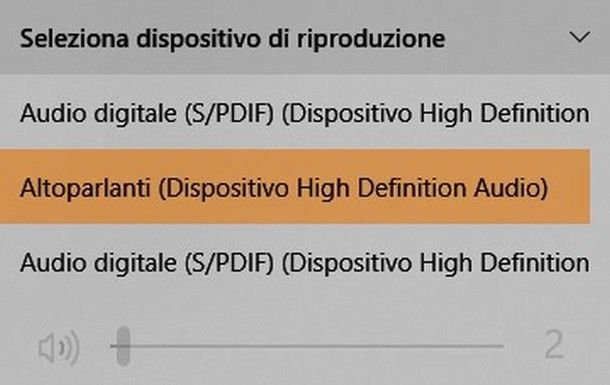 Seleziona dispositivo di riproduzione
Audio digitale (S/PDIF) (Dispositivo High Definition
Altoparlanti (Dispositivo High Definition Audio)
Audio digitale (S/PDIF) (Dispositivo High Definition
2